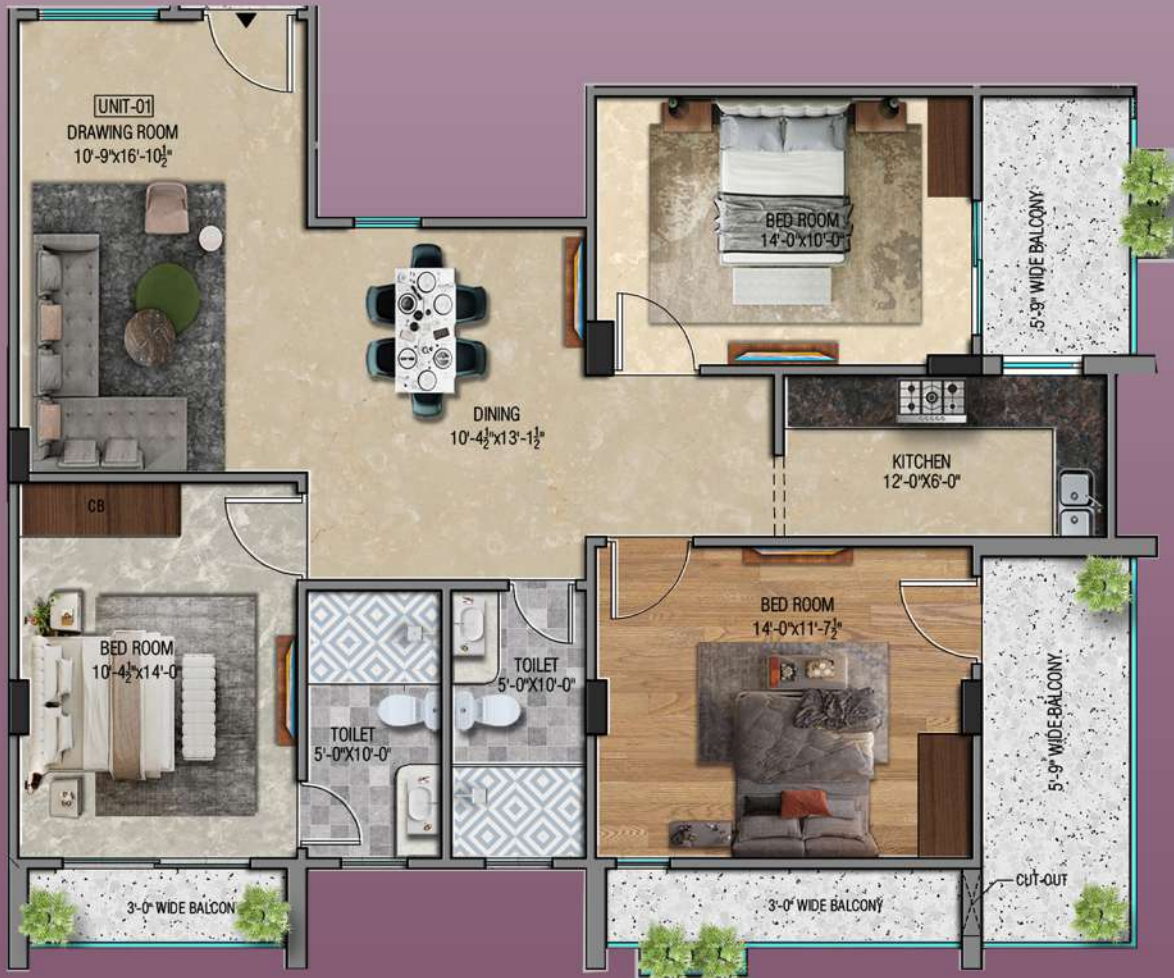 UNIT-01
DRAWING ROOM
10'-9"x16'-10½"
BED ROOM
14'-0"x10'-0"
5'-9" WIDE BALCONY
DINING
10'-4½"x13'-1½"
KITCHEN
12'-0"X6'-0"
CB
BED ROOM
10'-4½"x14'-0"
TOILET
5'-0"X10'-0"
TOILET
5'-0"X10'-0"
BED ROOM
14'-0"x11'-7½"
5'-9" WIDE BALCONY
3'-0" WIDE BALCON
3'-0" WIDE BALCONY
CUT-OUT